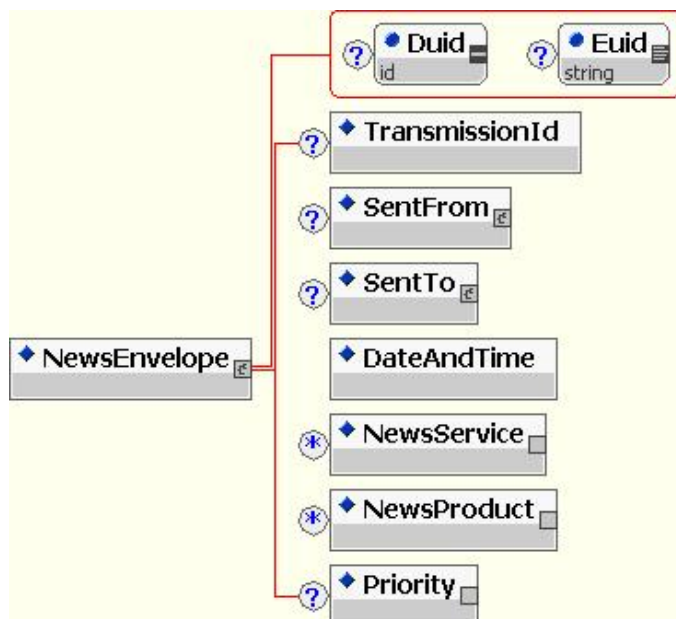 ? Duid ? Euid
id string
? TransmissionId
? SentFrom
? SentTo
NewsEnvelope
DateAndTime
* NewsService
* NewsProduct
? Priority